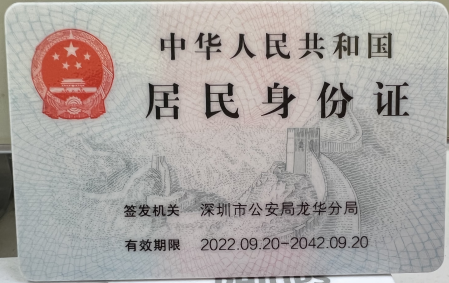 中华人民共和国
居民身份证
签发机关 深圳市公安局龙华分局
有效期限 2022.09.20-2042.09.20